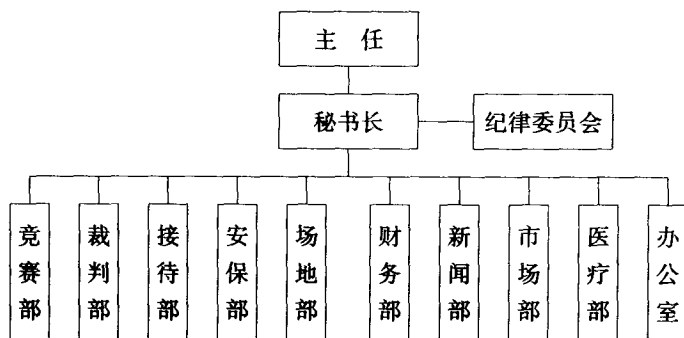 主 任
秘书长
纪律委员会
竞赛部
裁判部
接待部
安保部
场地部
财务部
新闻部
市场部
医疗部
办公室